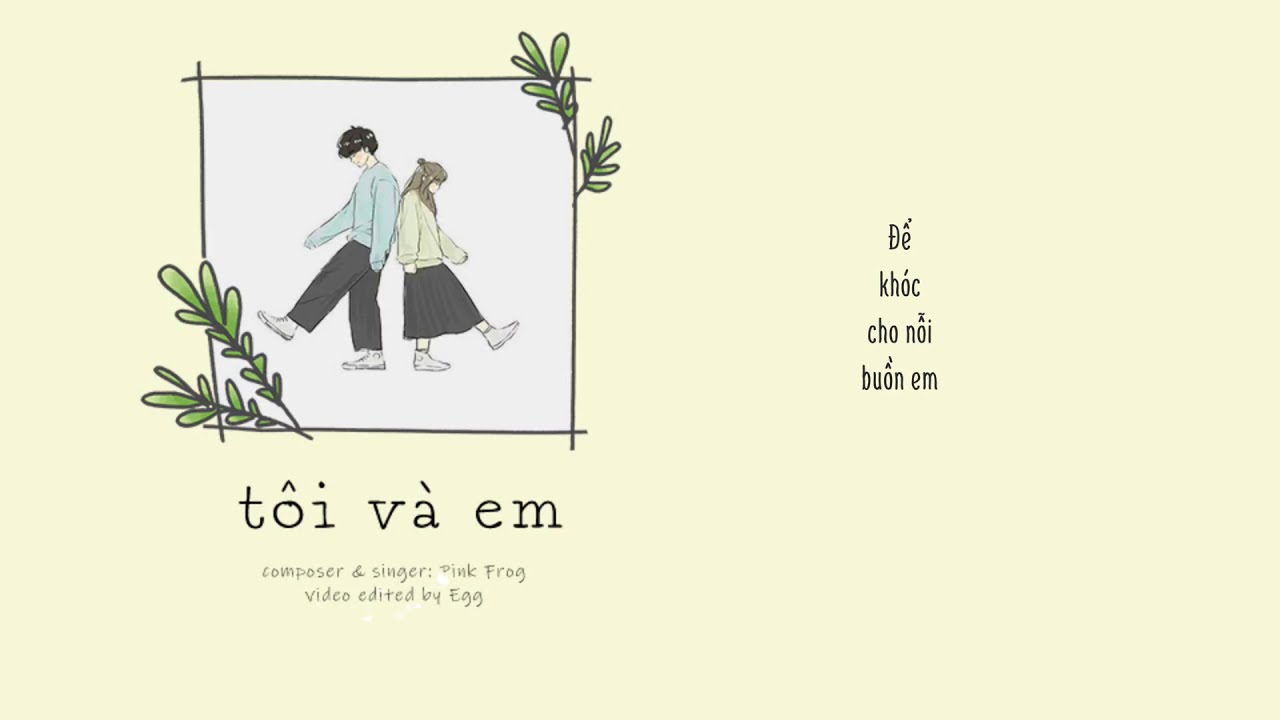 tôi và em
composer & singer: Pink Frog
video edited by Egg
Để
khóc
cho nỗi
buồn em